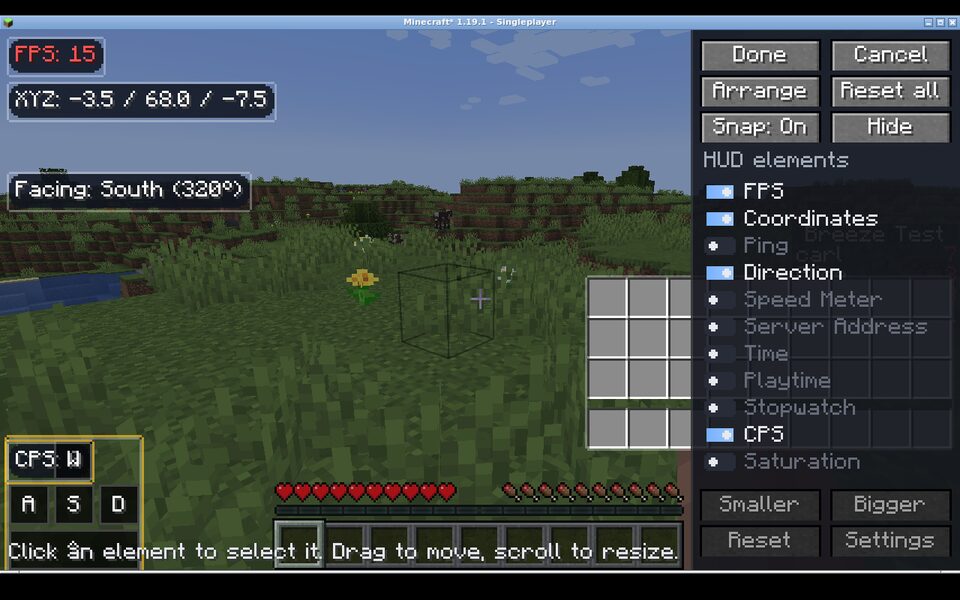 Minecraft* 1.19.1 - Singleplayer
FPS: 15
XYZ: -3.5 / 68.0 / -7.5
Facing: South (320°)
CPS W
A S D
Click an element to select it. Drag to move, scroll to resize.
Done Cancel
Arrange Reset all
Snap: On Hide
HUD elements
FPS
Coordinates
Ping
Breeze Test
Direction
Speed Meter
Server Address
Time
Playtime
Stopwatch
CPS
Saturation
Smaller Bigger
Reset Settings